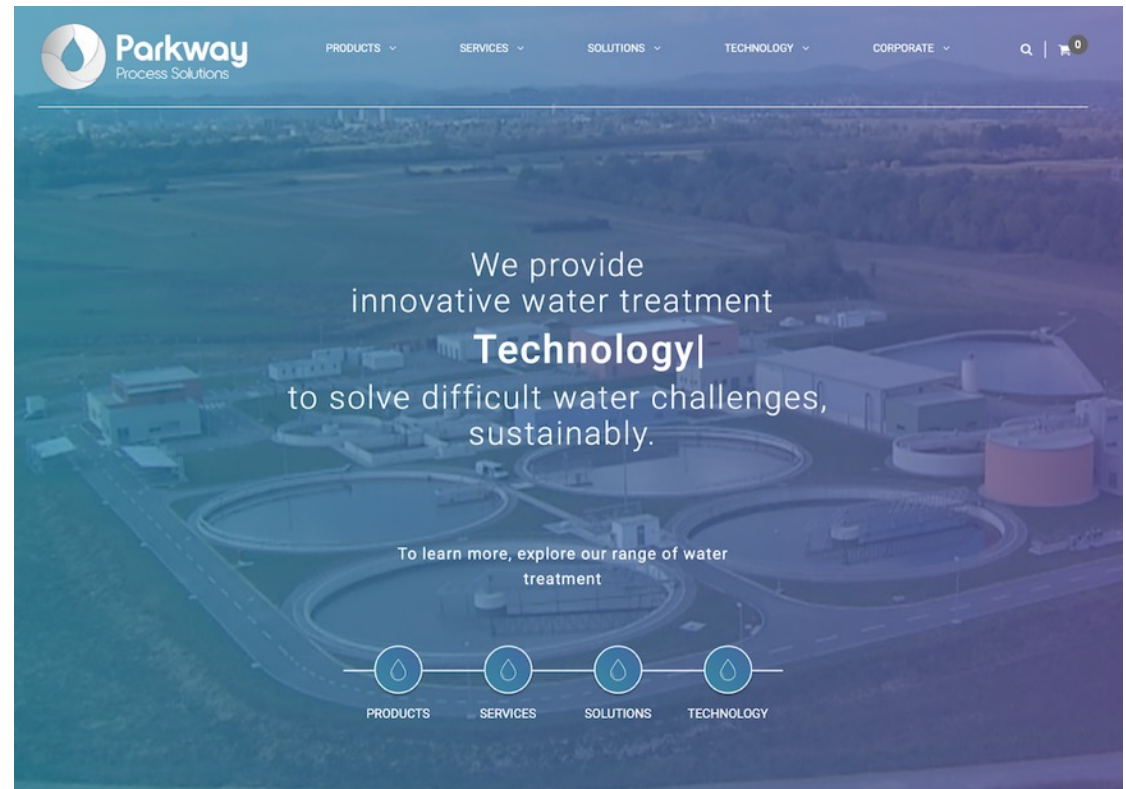 Parkway
Process Solutions
PRODUCTS
SERVICES
SOLUTIONS
TECHNOLOGY
CORPORATE
0
We provide
innovative water treatment
Technology|
to solve difficult water challenges,
sustainably.
To learn more, explore our range of water
treatment
PRODUCTS
SERVICES
SOLUTIONS
TECHNOLOGY